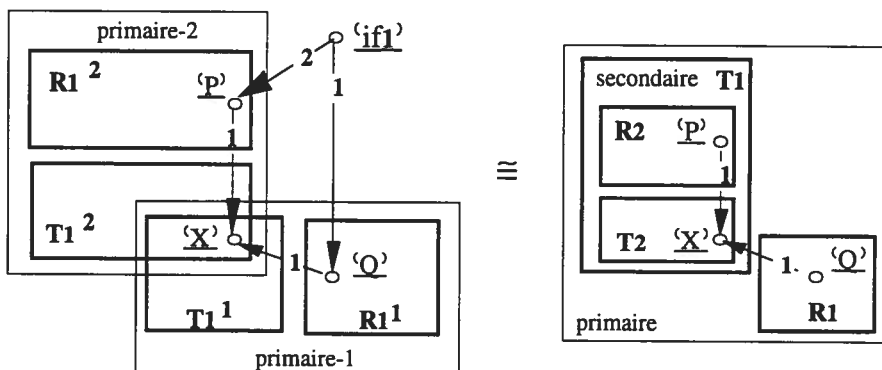 primaire-2
R1 2
⁽P⁾
1
T1 2
⁽X⁾
⁽if1⁾
2
1
1
⁽Q⁾
T1 1
R1 1
primaire-1
≅
secondaire T1
R2 ⁽P⁾
1
T2 ⁽X⁾
1
⁽Q⁾
R1
primaire